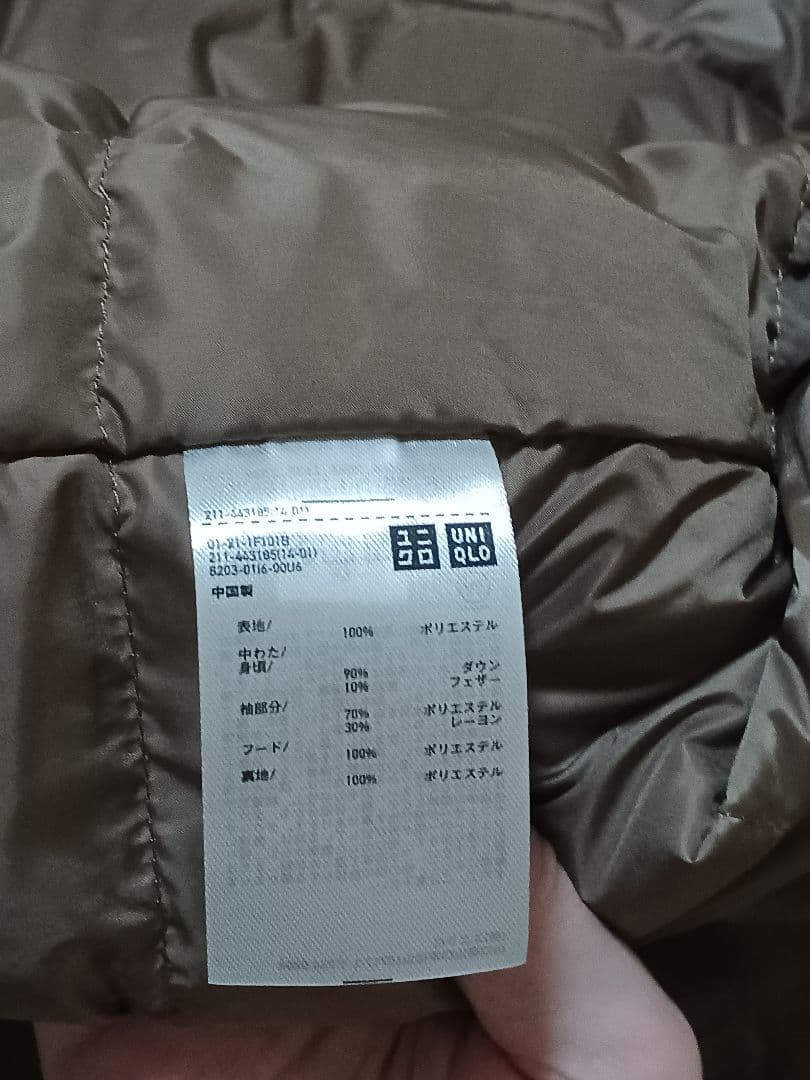 211-443185(14-01)
01-21-1F101B
211-443185(14-01)
8203-0116-00U6
ユニクロ UNIQLO
中国製
表地/ 100% ポリエステル
中わた/
身頃/ 90% ダウン
10% フェザー
袖部分/ 70% ポリエステル
30% レーヨン
フード/ 100% ポリエステル
裏地/ 100% ポリエステル